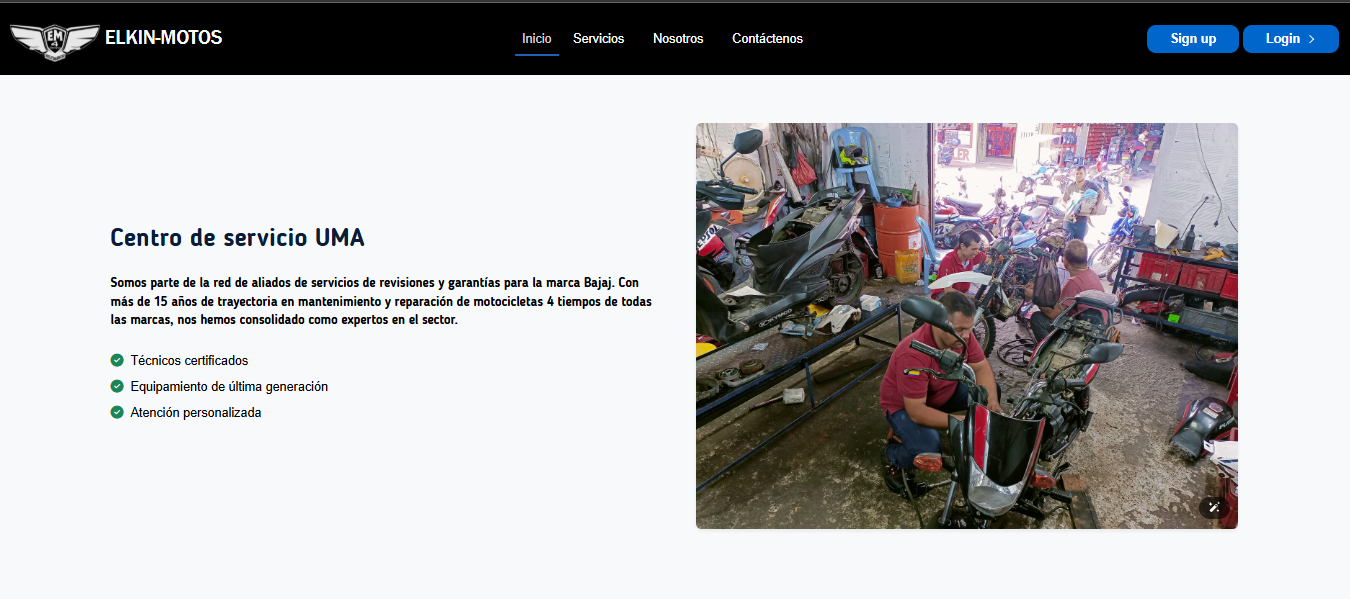 EM
4
ELKIN-MOTOS
Inicio
Servicios
Nosotros
Contáctenos
Sign up
Login
Centro de servicio UMA
Somos parte de la red de aliados de servicios de revisiones y garantías para la marca Bajaj. Con
más de 15 años de trayectoria en mantenimiento y reparación de motocicletas 4 tiempos de todas
las marcas, nos hemos consolidado como expertos en el sector.
Técnicos certificados
Equipamiento de última generación
Atención personalizada
LER
KYMCO